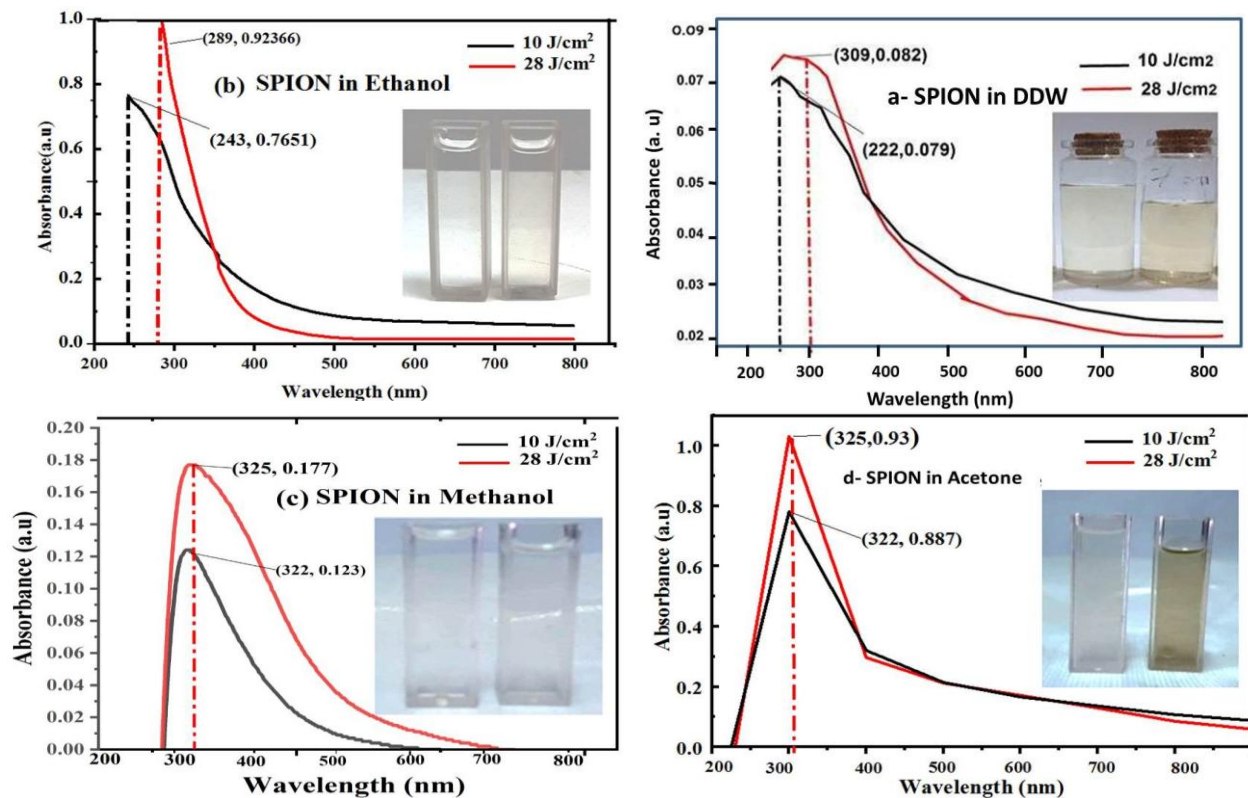 1.0
0.8
0.6
0.4
0.2
0.0
Absorbance(a.u)
(289, 0.92366)
10 J/cm²
28 J/cm²
(b) SPION in Ethanol
(243, 0.7651)
200 300 400 500 600 700 800
Wavelength (nm)
0.09
0.07
0.06
0.05
0.04
0.03
0.02
Absorbance (a. u)
(309,0.082)
10 J/cm2
28 J/cm2
a- SPION in DDW
(222,0.079)
200 300 400 500 600 700 800
Wavelength (nm)
0.20
0.18
0.16
0.14
0.12
0.10
0.08
0.06
0.04
0.02
0.00
Absorbance (a.u)
10 J/cm²
28 J/cm²
(325, 0.177)
(c) SPION in Methanol
(322, 0.123)
200 300 400 500 600 700 800
Wavelength (nm)
1.0
0.8
0.6
0.4
0.2
0.0
Absorbance (a.u)
(325,0.93)
10 J/cm²
28 J/cm²
d- SPION in Acetone
(322, 0.887)
200 300 400 500 600 700 800
Wavelength (nm)